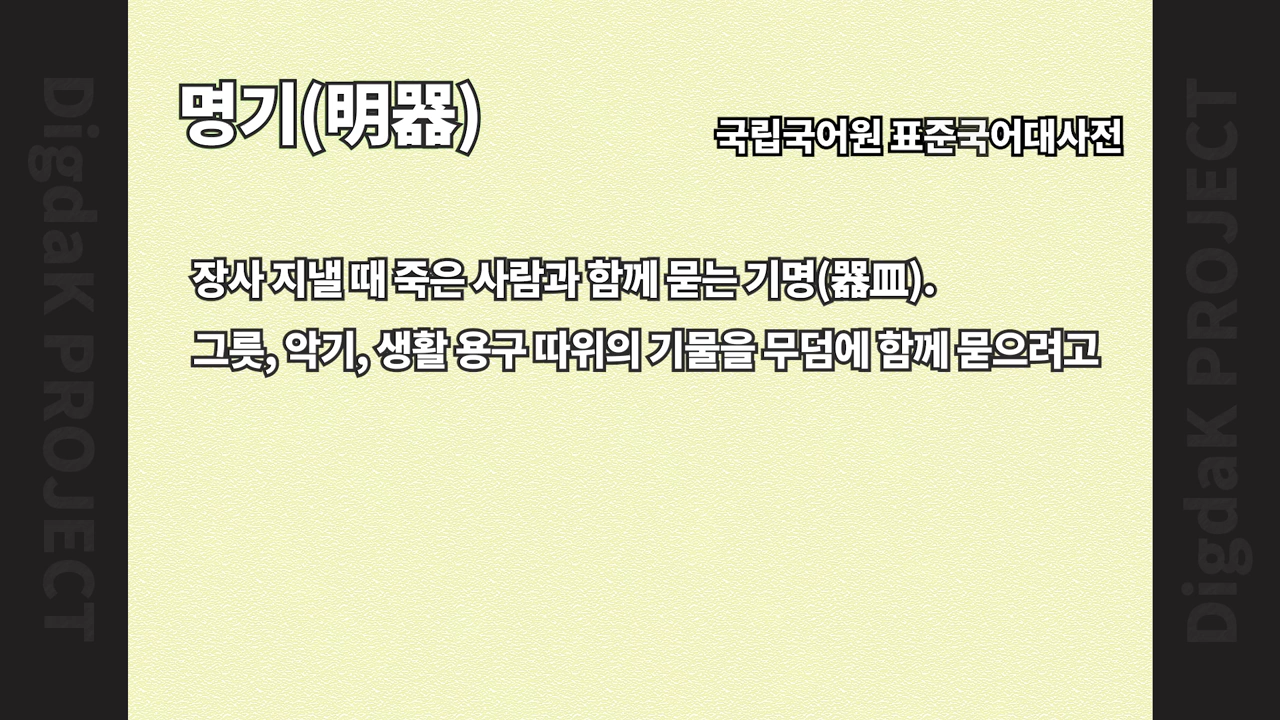 명기(明器)
국립국어원 표준국어대사전
장사 지낼 때 죽은 사람과 함께 묻는 기명(器皿).
그릇, 악기, 생활 용구 따위의 기물을 무덤에 함께 묻으려고
DigdaK PROJECT
DigdaK PROJECT